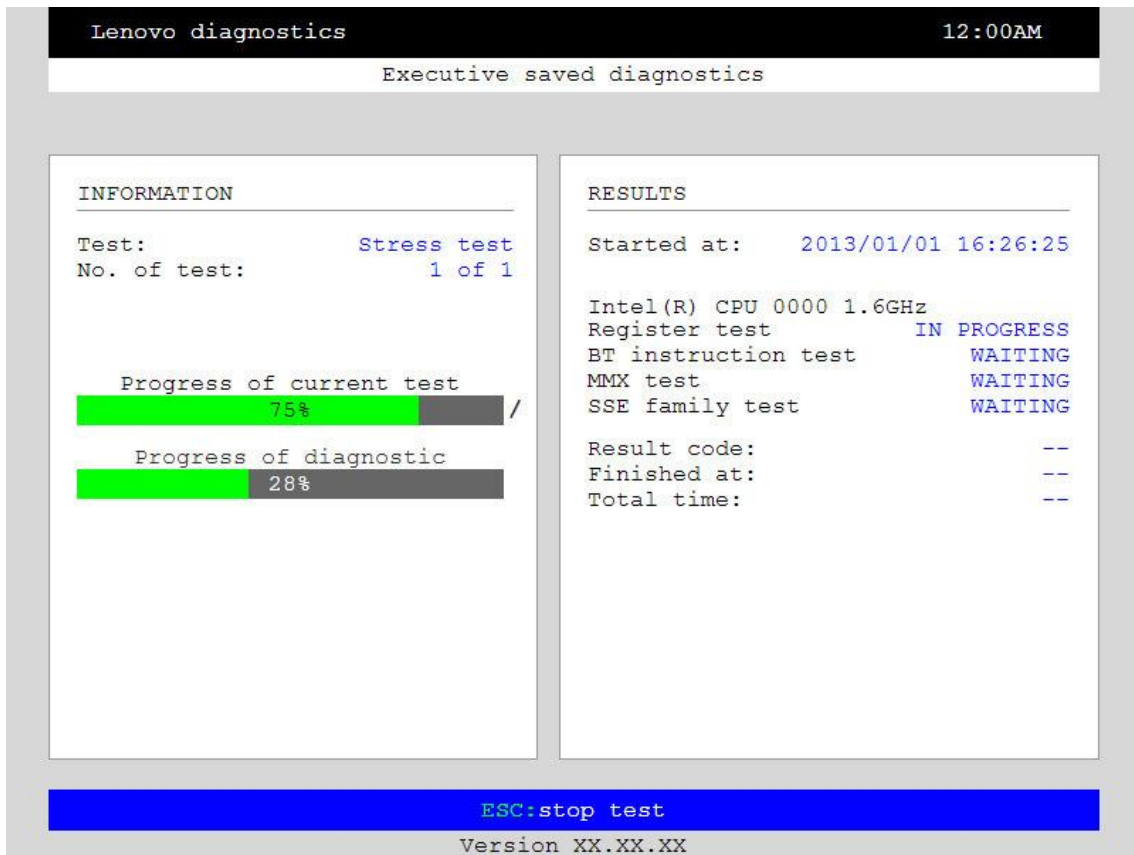 Lenovo diagnostics 12:00AM
Executive saved diagnostics
INFORMATION
Test: Stress test
No. of test: 1 of 1
Progress of current test
75% /
Progress of diagnostic
28%
RESULTS
Started at: 2013/01/01 16:26:25
Intel(R) CPU 0000 1.6GHz
Register test IN PROGRESS
BT instruction test WAITING
MMX test WAITING
SSE family test WAITING
Result code: --
Finished at: --
Total time: --
ESC:stop test
Version XX.XX.XX